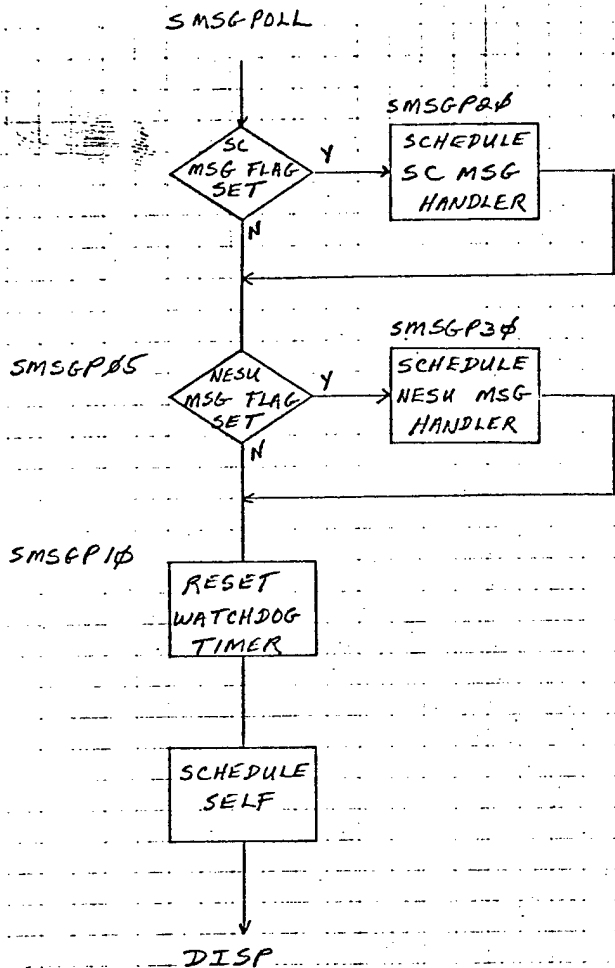 SMSGPOLL
SC
MSG FLAG
SET
Y
N
SMSGP2Ø
SCHEDULE
SC MSG
HANDLER
SMSGPØ5
NESU
MSG FLAG
SET
Y
N
SMSGP3Ø
SCHEDULE
NESU MSG
HANDLER
SMSGP1Ø
RESET
WATCHDOG
TIMER
SCHEDULE
SELF
DISP